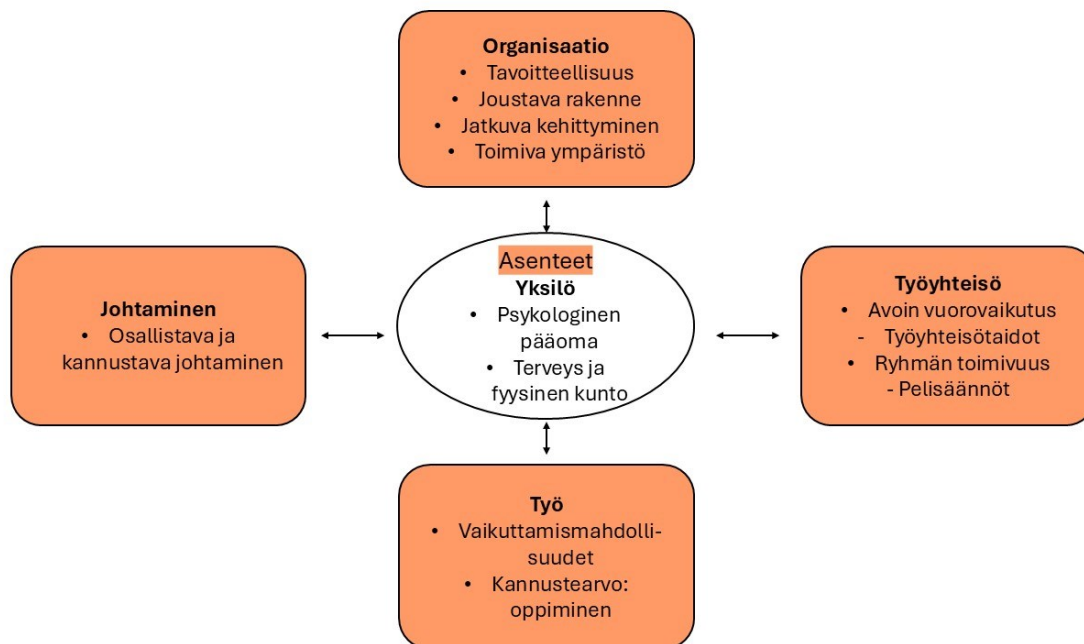 Organisaatio
• Tavoitteellisuus
• Joustava rakenne
• Jatkuva kehittyminen
• Toimiva ympäristö
Johtaminen
• Osallistava ja
kannustava johtaminen
Asenteet
Yksilö
• Psykologinen
pääoma
• Terveys ja
fyysinen kunto
Työyhteisö
• Avoin vuorovaikutus
- Työyhteisötaidot
• Ryhmän toimivuus
- Pelisäännöt
Työ
• Vaikuttamismahdolli-
suudet
• Kannustearvo:
oppiminen